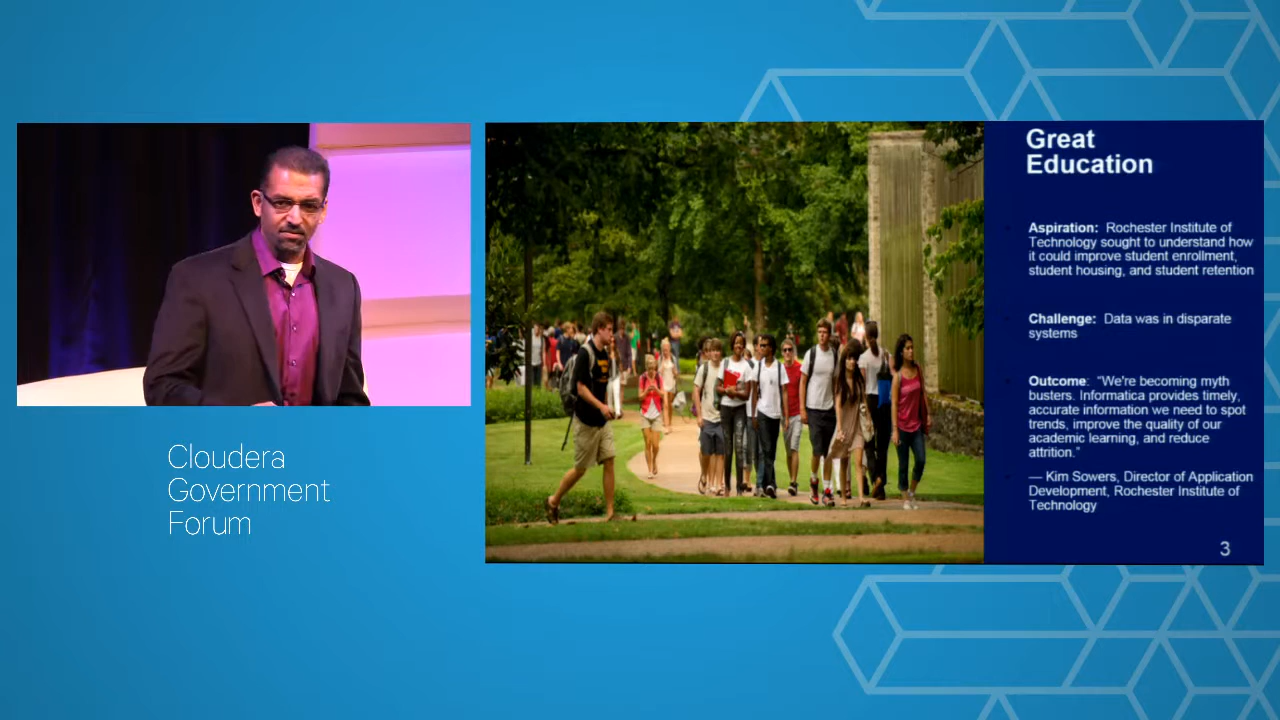 Cloudera
Government
Forum
Great
Education
Aspiration: Rochester Institute of
Technology sought to understand how
it could improve student enrollment,
student housing, and student retention
Challenge: Data was in disparate
systems
Outcome: "We're becoming myth
busters. Informatica provides timely,
accurate information we need to spot
trends, improve the quality of our
academic learning, and reduce
attrition."
— Kim Sowers, Director of Application
Development, Rochester Institute of
Technology
3